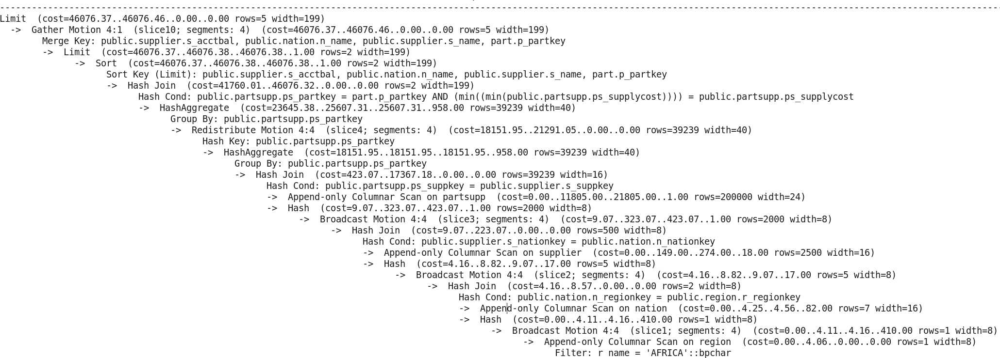 --------------------------------------------------------------------------------------------------------------------------------------------------------------------------------------------
Limit  (cost=46076.37..46076.46..0.00..0.00 rows=5 width=199)
  ->  Gather Motion 4:1  (slice10; segments: 4)  (cost=46076.37..46076.46..0.00..0.00 rows=5 width=199)
        Merge Key: public.supplier.s_acctbal, public.nation.n_name, public.supplier.s_name, part.p_partkey
        ->  Limit  (cost=46076.37..46076.38..46076.38..1.00 rows=2 width=199)
              ->  Sort  (cost=46076.37..46076.38..46076.38..1.00 rows=2 width=199)
                    Sort Key (Limit): public.supplier.s_acctbal, public.nation.n_name, public.supplier.s_name, part.p_partkey
                    ->  Hash Join  (cost=41760.01..46076.32..0.00..0.00 rows=2 width=199)
                          Hash Cond: public.partsupp.ps_partkey = part.p_partkey AND (min((min(public.partsupp.ps_supplycost)))) = public.partsupp.ps_supplycost
                          ->  HashAggregate  (cost=23645.38..25607.31..25607.31..958.00 rows=39239 width=40)
                                Group By: public.partsupp.ps_partkey
                                ->  Redistribute Motion 4:4  (slice4; segments: 4)  (cost=18151.95..21291.05..0.00..0.00 rows=39239 width=40)
                                      Hash Key: public.partsupp.ps_partkey
                                      ->  HashAggregate  (cost=18151.95..18151.95..18151.95..958.00 rows=39239 width=40)
                                            Group By: public.partsupp.ps_partkey
                                            ->  Hash Join  (cost=423.07..17367.18..0.00..0.00 rows=39239 width=16)
                                                  Hash Cond: public.partsupp.ps_suppkey = public.supplier.s_suppkey
                                                  ->  Append-only Columnar Scan on partsupp  (cost=0.00..11805.00..21805.00..1.00 rows=200000 width=24)
                                                  ->  Hash  (cost=9.07..323.07..423.07..1.00 rows=2000 width=8)
                                                        ->  Broadcast Motion 4:4  (slice3; segments: 4)  (cost=9.07..323.07..423.07..1.00 rows=2000 width=8)
                                                              ->  Hash Join  (cost=9.07..223.07..0.00..0.00 rows=500 width=8)
                                                                    Hash Cond: public.supplier.s_nationkey = public.nation.n_nationkey
                                                                    ->  Append-only Columnar Scan on supplier  (cost=0.00..149.00..274.00..18.00 rows=2500 width=16)
                                                                    ->  Hash  (cost=4.16..8.82..9.07..17.00 rows=5 width=8)
                                                                          ->  Broadcast Motion 4:4  (slice2; segments: 4)  (cost=4.16..8.82..9.07..17.00 rows=5 width=8)
                                                                                ->  Hash Join  (cost=4.16..8.57..0.00..0.00 rows=2 width=8)
                                                                                      Hash Cond: public.nation.n_regionkey = public.region.r_regionkey
                                                                                      ->  Append-only Columnar Scan on nation  (cost=0.00..4.25..4.56..82.00 rows=7 width=16)
                                                                                      ->  Hash  (cost=0.00..4.11..4.16..410.00 rows=1 width=8)
                                                                                            ->  Broadcast Motion 4:4  (slice1; segments: 4)  (cost=0.00..4.11..4.16..410.00 rows=1 width=8)
                                                                                                  ->  Append-only Columnar Scan on region  (cost=0.00..4.06..0.00..0.00 rows=1 width=8)
                                                                                                        Filter: r_name = 'AFRICA'::bpchar